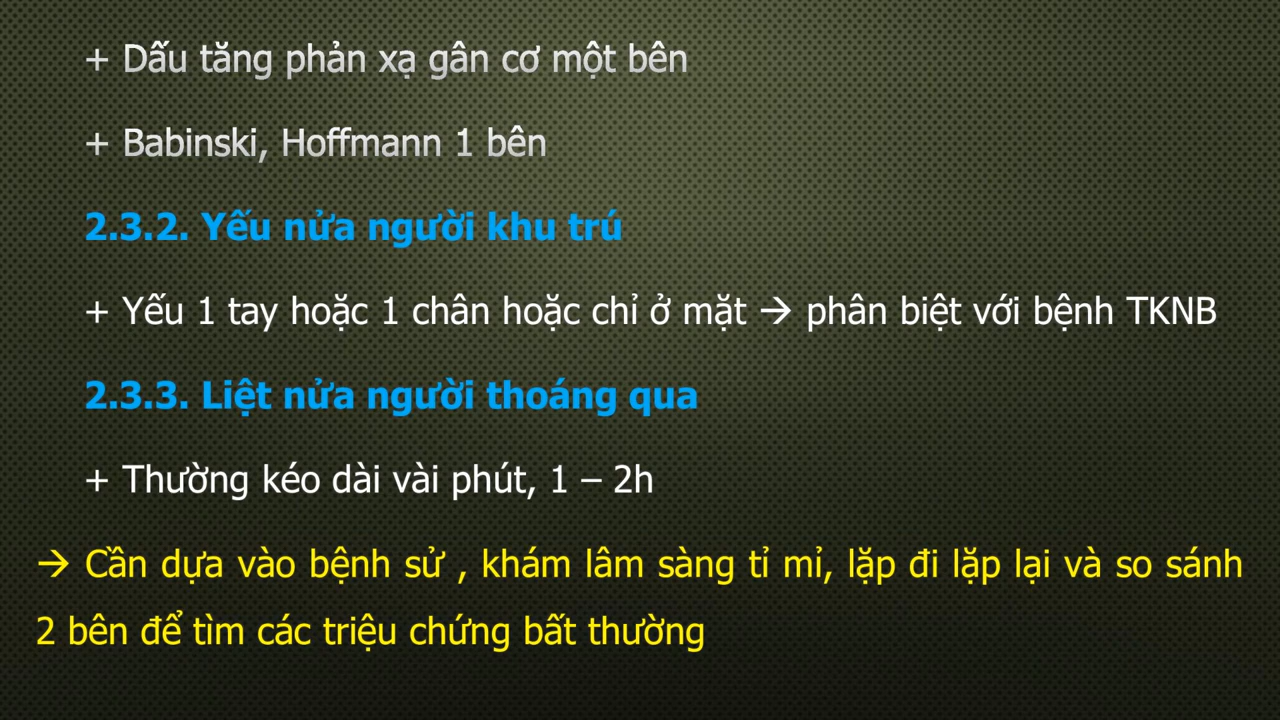 + Dấu tăng phản xạ gân cơ một bên
+ Babinski, Hoffmann 1 bên
2.3.2. Yếu nửa người khu trú
+ Yếu 1 tay hoặc 1 chân hoặc chỉ ở mặt → phân biệt với bệnh TKNB
2.3.3. Liệt nửa người thoáng qua
+ Thường kéo dài vài phút, 1 – 2h
→ Cần dựa vào bệnh sử , khám lâm sàng tỉ mỉ, lặp đi lặp lại và so sánh
2 bên để tìm các triệu chứng bất thường